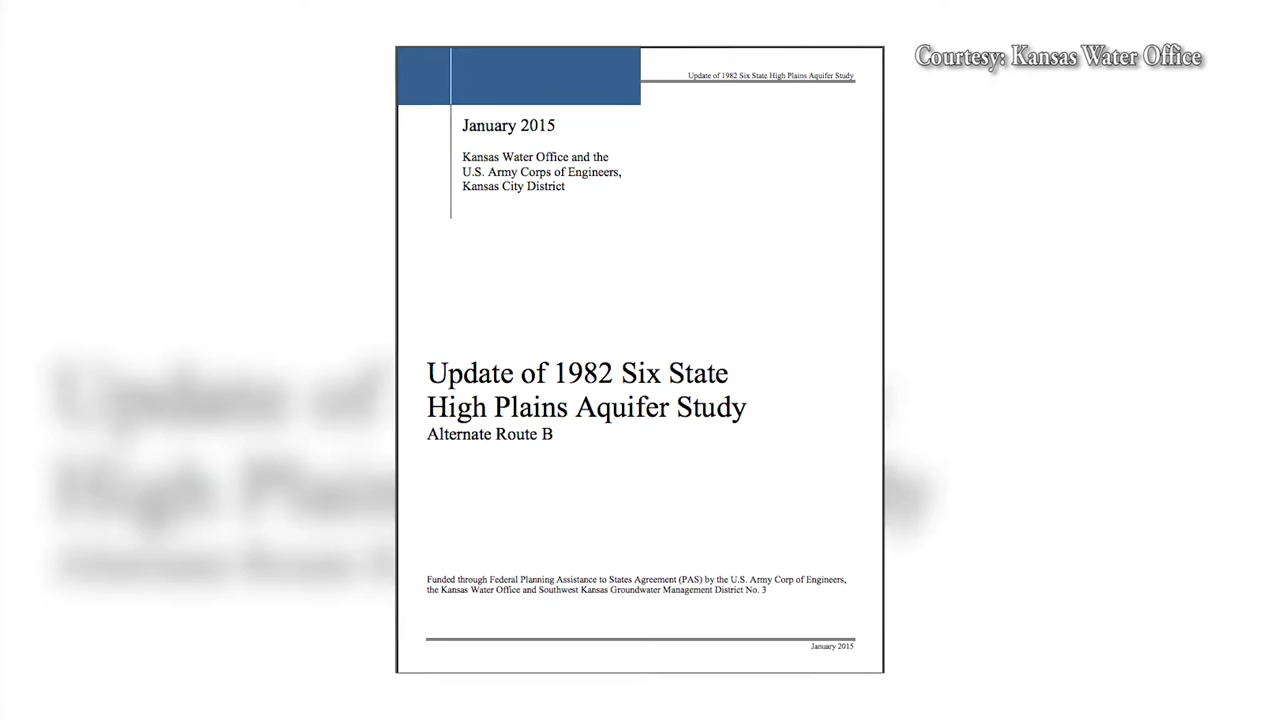 Courtesy: Kansas Water Office
Update of 1982 Six State High Plains Aquifer Study
January 2015
Kansas Water Office and the
U.S. Army Corps of Engineers,
Kansas City District
Update of 1982 Six State
High Plains Aquifer Study
Alternate Route B
Funded through Federal Planning Assistance to States Agreement (PAS) by the U.S. Army Corp of Engineers,
the Kansas Water Office and Southwest Kansas Groundwater Management District No. 3
January 2015